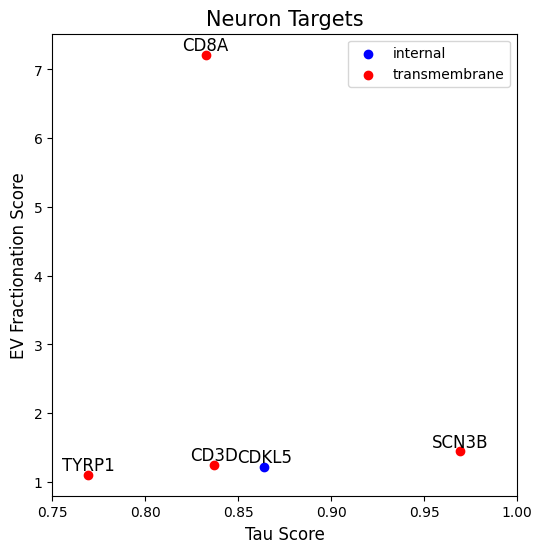 Neuron Targets
CD8A
internal
transmembrane
7
6
5
4
3
2
1
EV Fractionation Score
TYRP1
CD3D
CDKL5
SCN3B
0.75
0.80
0.85
0.90
0.95
1.00
Tau Score